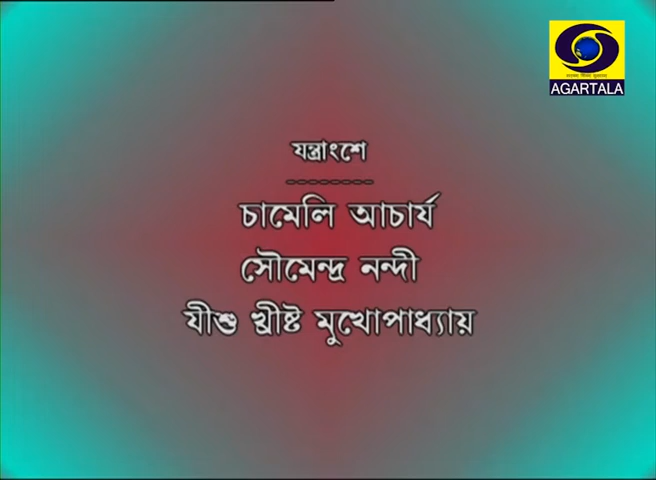 AGARTALA
যন্ত্রাংশে
চামেলি আচার্য
সৌমেন্দ্র নন্দী
যীশু খ্রীষ্ট মুখোপাধ্যায়